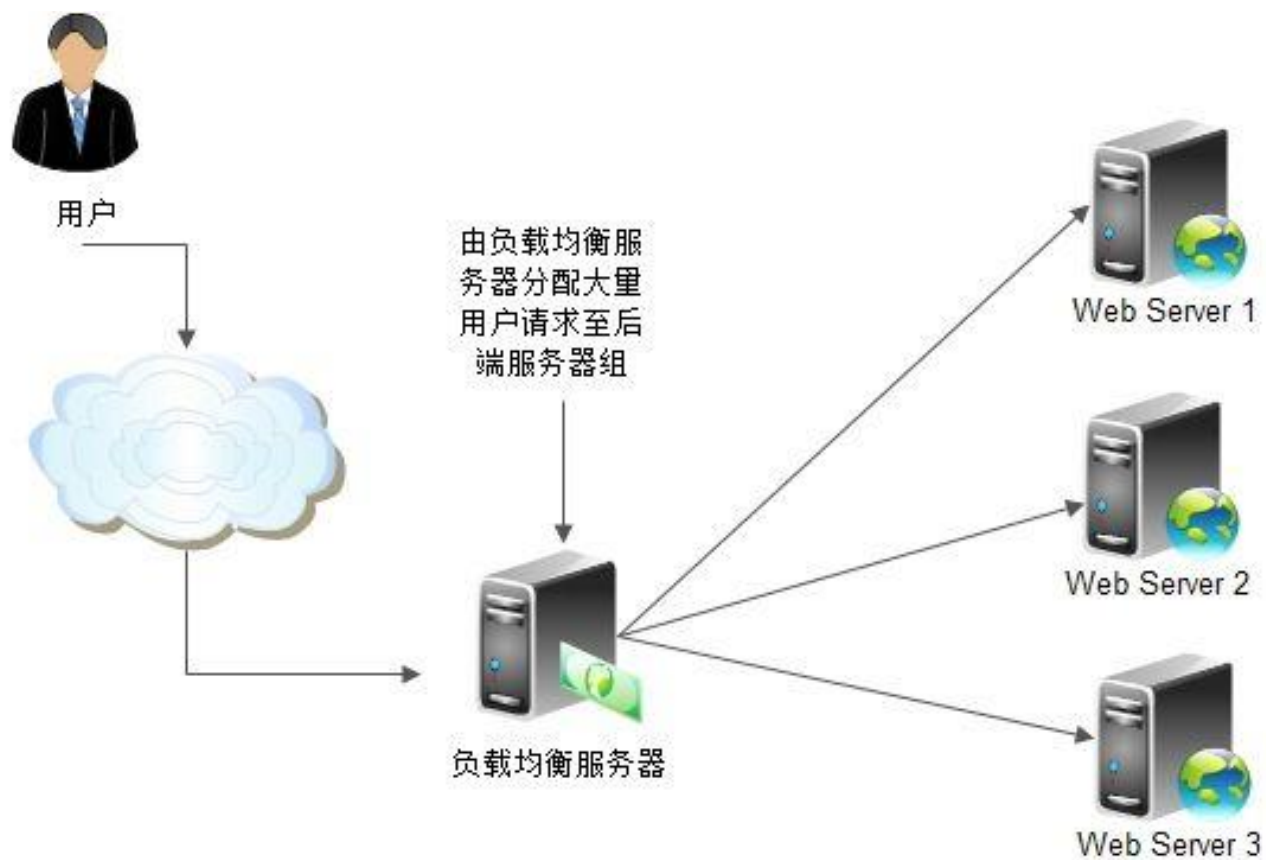 用户
由负载均衡服
务器分配大量
用户请求至后
端服务器组
Web Server 1
Web Server 2
负载均衡服务器
Web Server 3